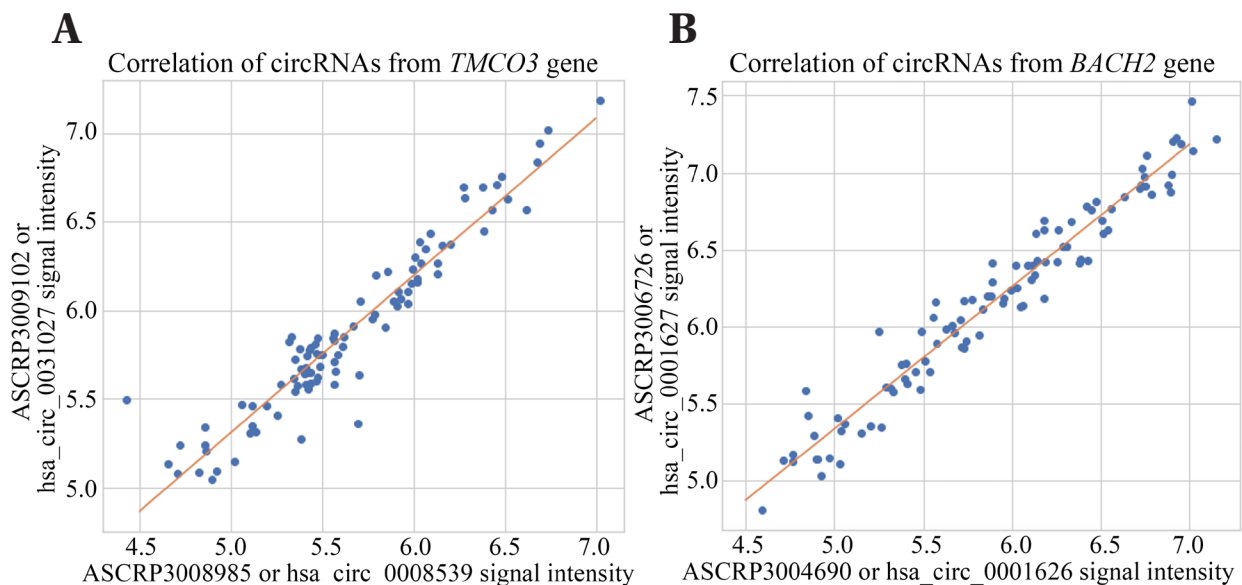 A
Correlation of circRNAs from TMCO3 gene
ASCRP3009102 or
hsa_circ_0031027 signal intensity
7.0
6.5
6.0
5.5
5.0
4.5 5.0 5.5 6.0 6.5 7.0
ASCRP3008985 or hsa_circ_0008539 signal intensity
B
Correlation of circRNAs from BACH2 gene
ASCRP3006726 or
hsa_circ_0001627 signal intensity
7.5
7.0
6.5
6.0
5.5
5.0
4.5 5.0 5.5 6.0 6.5 7.0
ASCRP3004690 or hsa_circ_0001626 signal intensity